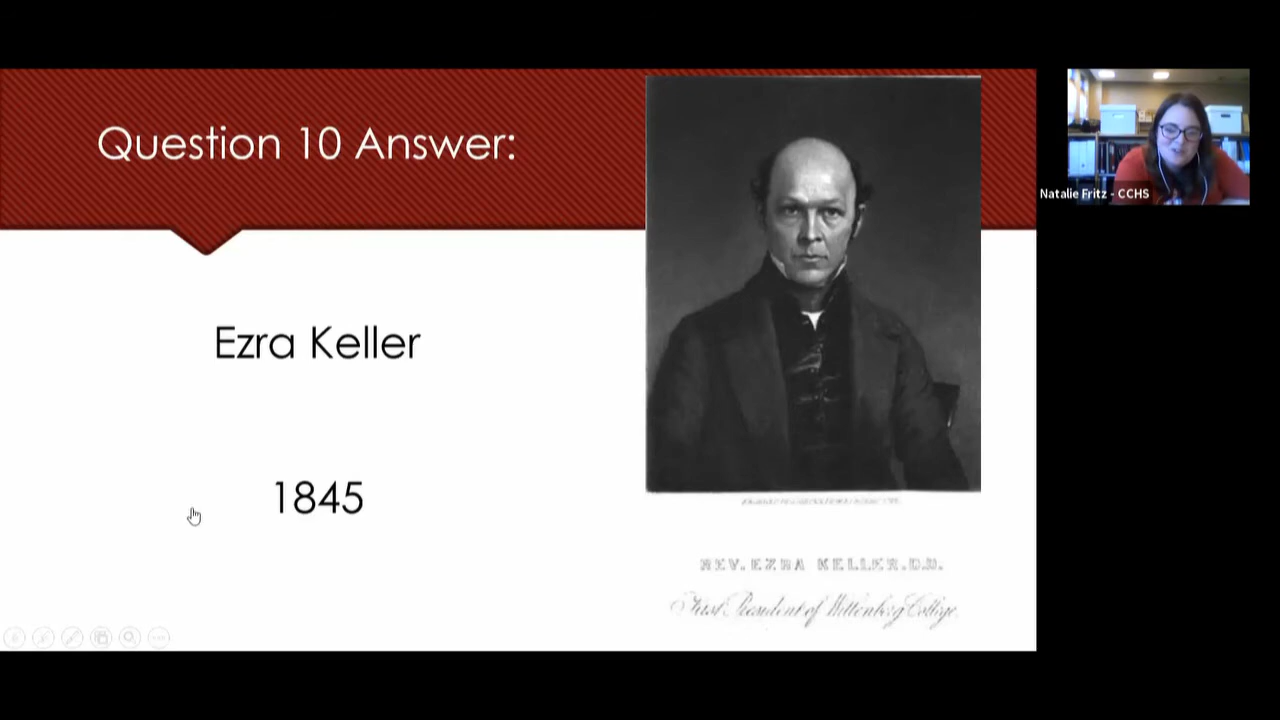 Question 10 Answer:
Ezra Keller
1845
REV. EZRA KELLER. D.D.
First President of Wittenberg College.
Natalie Fritz - CCHS